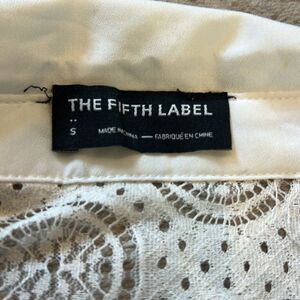 THE FIFTH LABEL
S
MADE IN CHINA — FABRIQUÉ EN CHINE